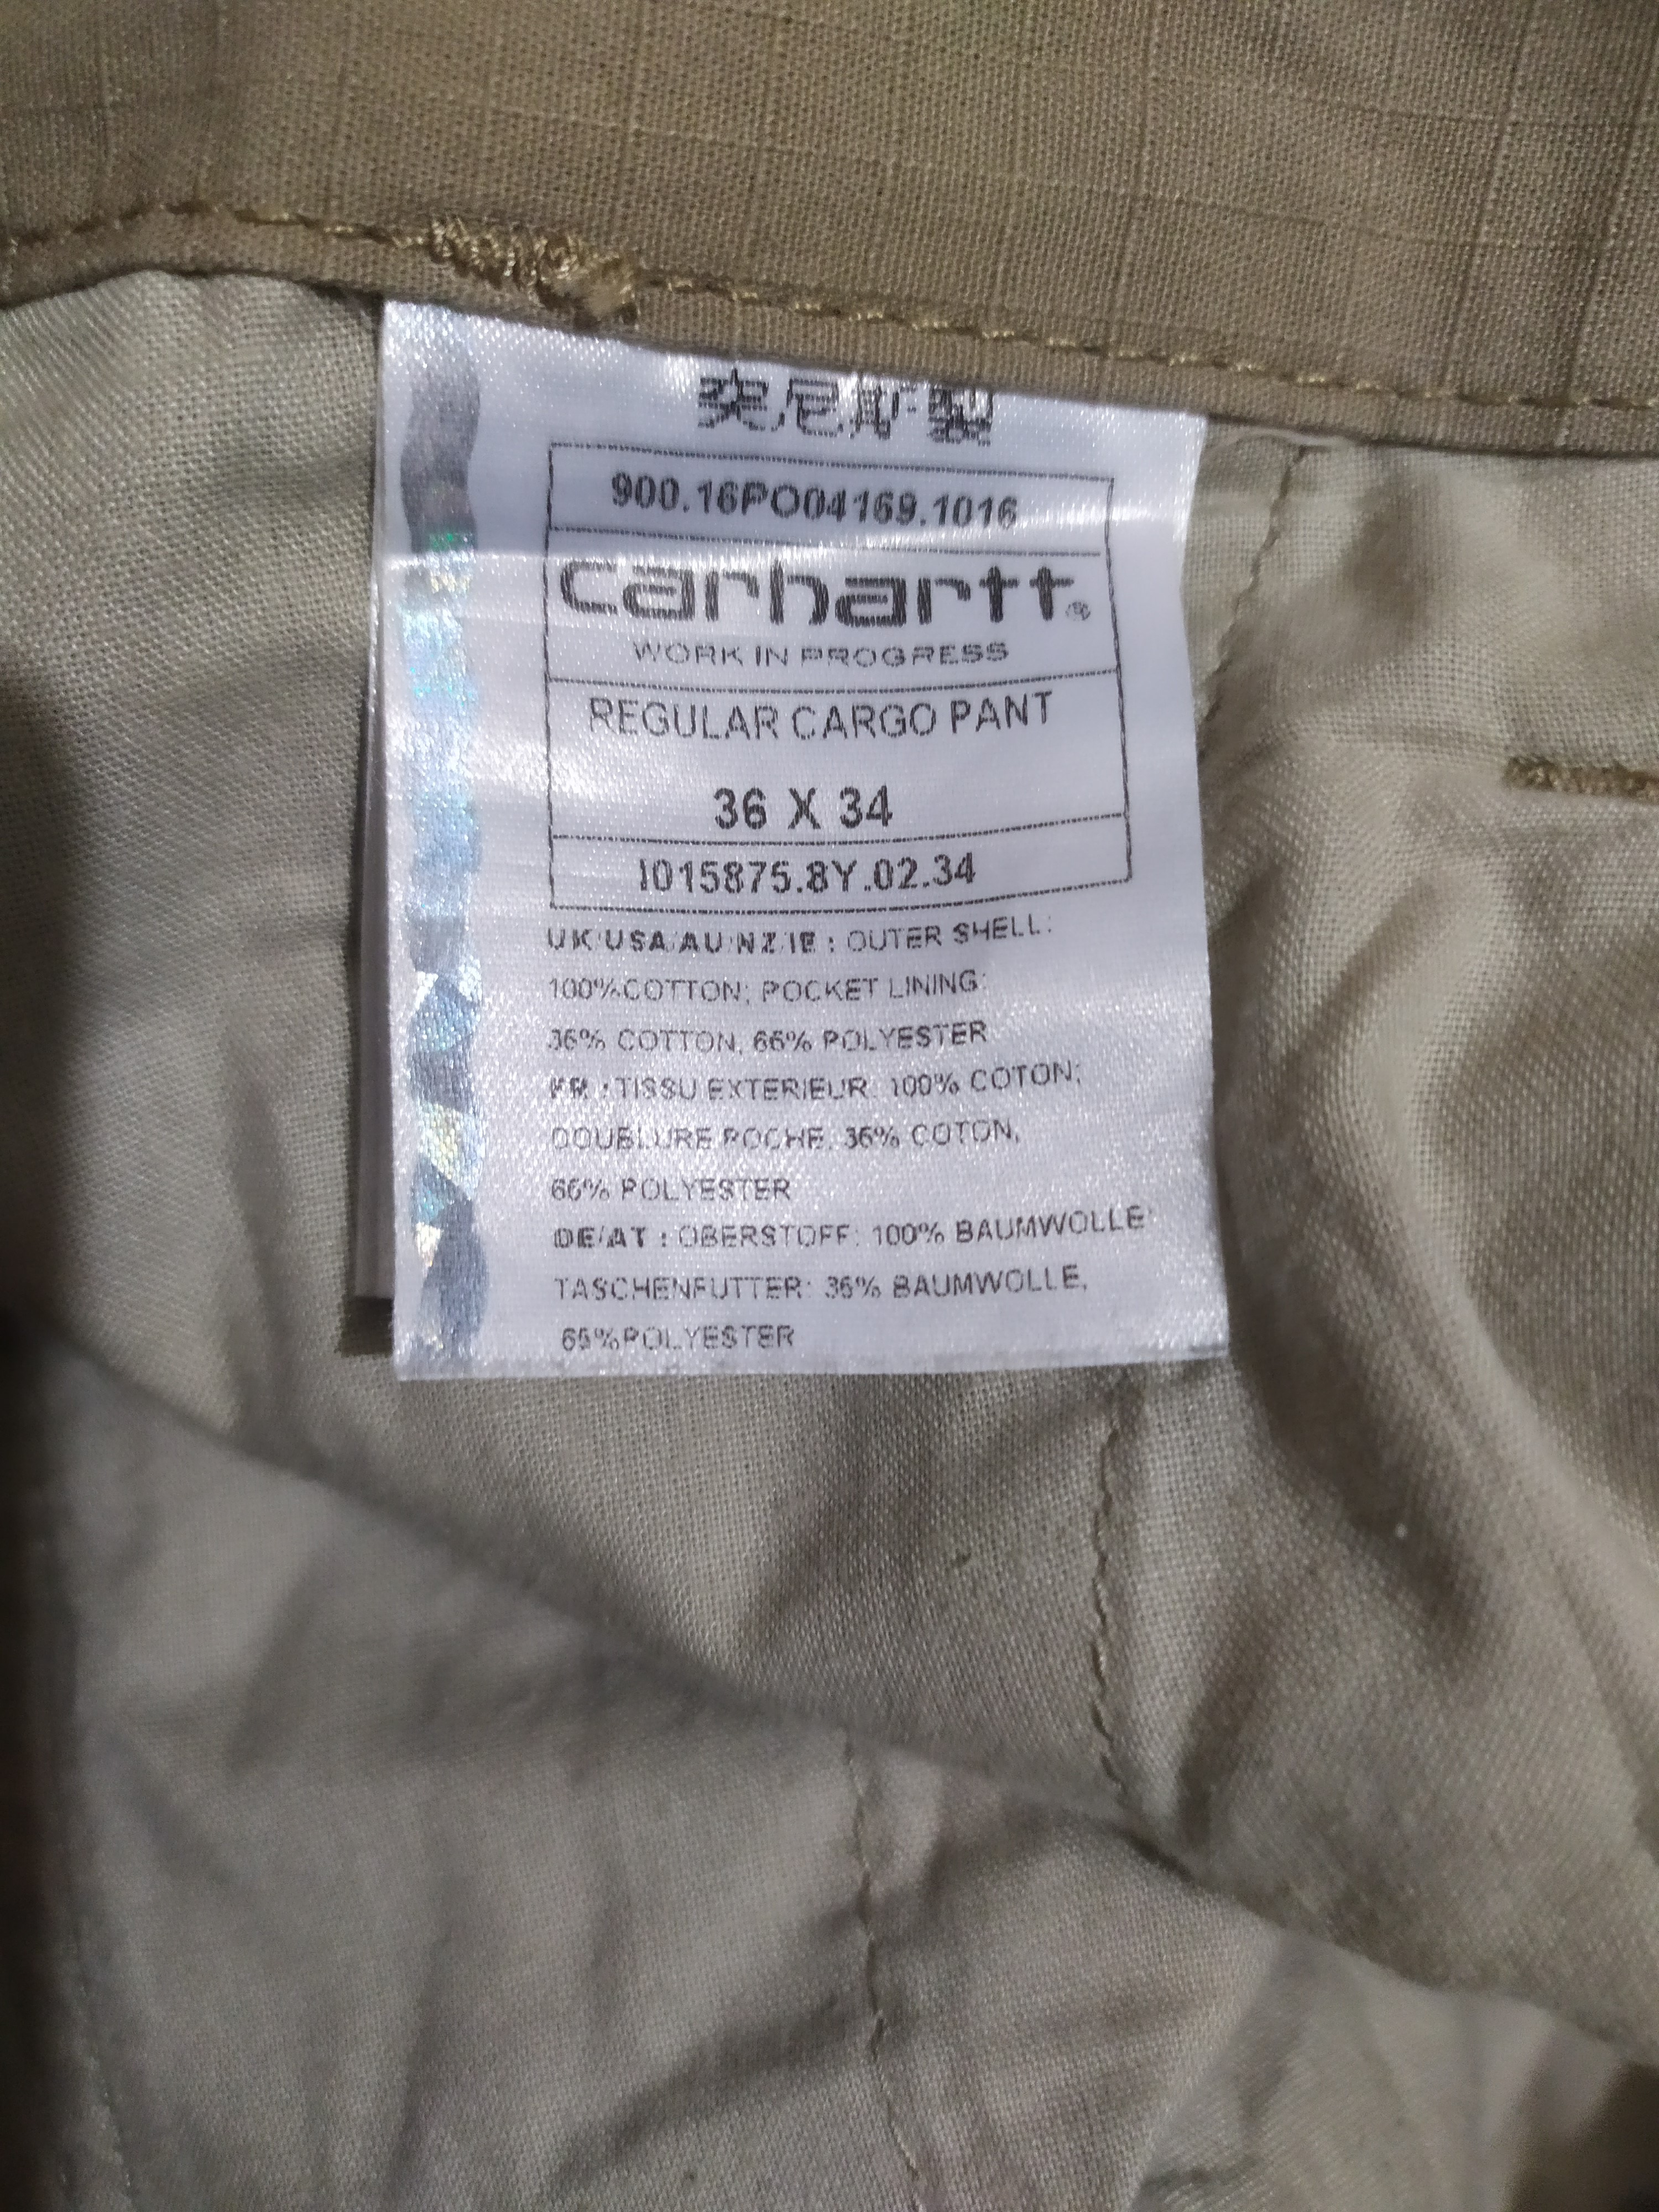 突尼斯製
900.16PO04169.1016
carhartt®
WORK IN PROGRESS
REGULAR CARGO PANT
36 X 34
I015875.8Y.02.34
UK/USA/AU/NZ/IE : OUTER SHELL:
100%COTTON; POCKET LINING:
36% COTTON, 66% POLYESTER
FR : TISSU EXTERIEUR: 100% COTON;
DOUBLURE POCHE: 36% COTON,
66% POLYESTER
DE/AT : OBERSTOFF: 100% BAUMWOLLE;
TASCHENFUTTER: 36% BAUMWOLLE,
65%POLYESTER